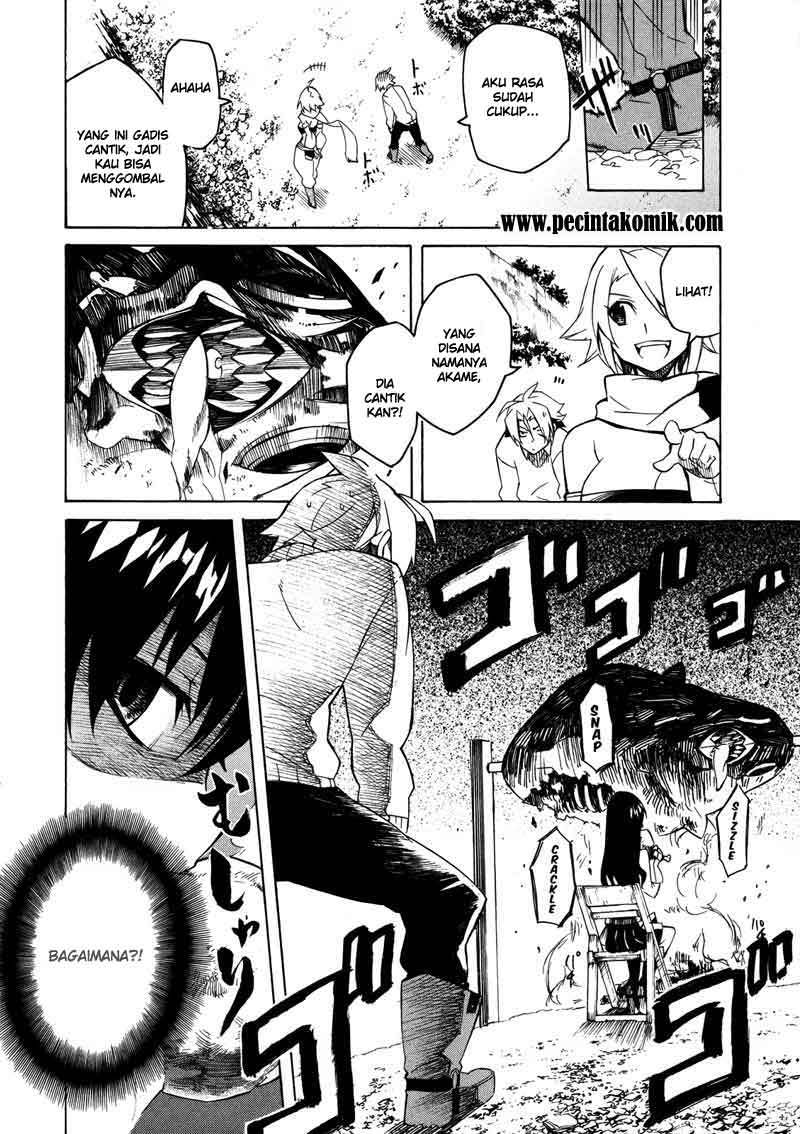 AKU RASA
SUDAH
CUKUP...
トボ
トボ
AHAHA
YANG INI GADIS
CANTIK, JADI
KALI BISA
MENGGOMBAL
NYA.
www.pecintakomik.com
LIHAT!
YANG
DISANA
NAMANYA
AKAME,
DIA
CANTIK
KAN?!
ゴゴゴ
SNAP
SIZZLE
CRACKLE
ゴゴ
むしゃり
BAGAIMANA?!